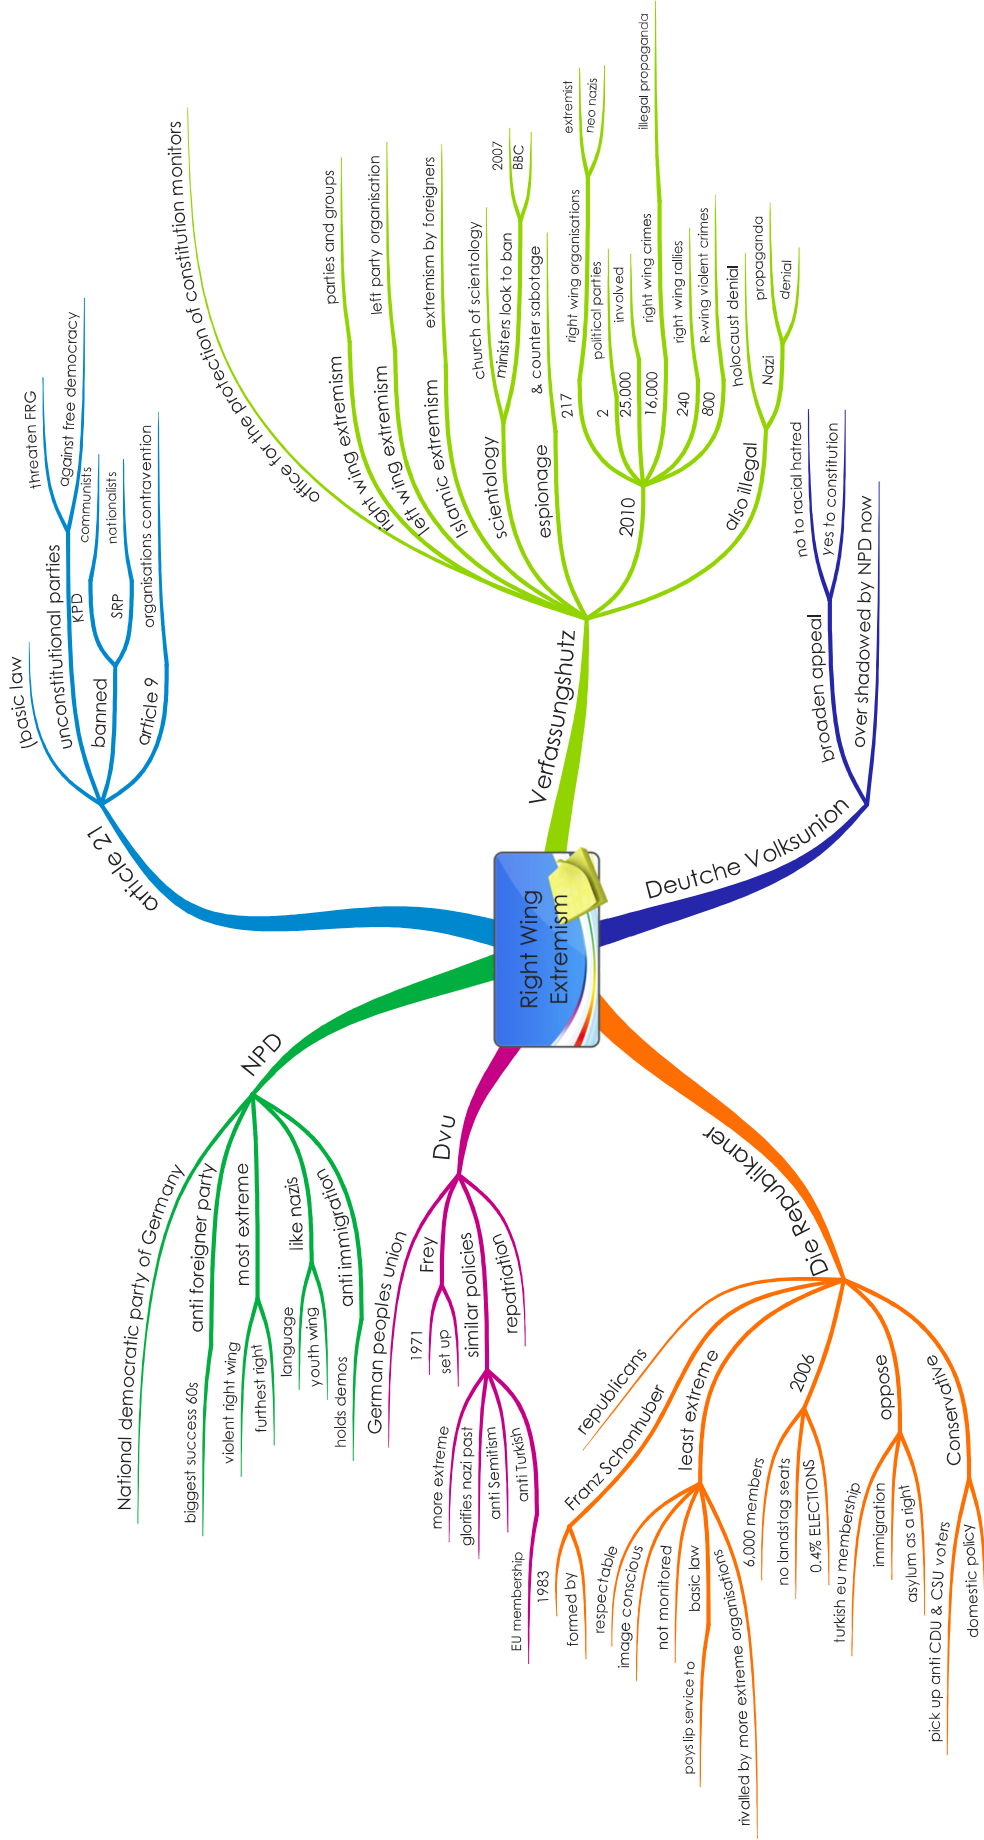 Right Wing
Extremism
article 21
(basic law
unconstitutional parties
threaten FRG
against free democracy
banned
KPD
communists
SRP
nationalists
article 9
organisations contravention
Verfassungshutz
office for the protection of constitution monitors
right wing extremism
parties and groups
left wing extremism
left party organisation
Islamic extremism
extremism by foreigners
scientology
church of scientology
ministers look to ban
2007
BBC
espionage
& counter sabotage
2010
217
right wing organisations
extremist
neo nazis
2
political parties
25,000
involved
16,000
right wing crimes
illegal propaganda
240
right wing rallies
800
R-wing violent crimes
also illegal
holocaust denial
Nazi
propaganda
denial
Deutche Volksunion
broaden appeal
no to racial hatred
yes to constitution
over shadowed by NPD now
NPD
National democratic party of Germany
anti foreigner party
biggest success 60s
most extreme
violent right wing
furthest right
like nazis
language
youth wing
anti immigration
holds demos
Dvu
German peoples union
Frey
1971
set up
similar policies
more extreme
glorifies nazi past
anti Semitism
anti Turkish
EU membership
repatriation
Die Republikaner
republicans
Franz Schonhuber
1983
formed by
least extreme
respectable
image conscious
not monitored
basic law
pays lip service to
rivalled by more extreme organisations
2006
6,000 members
no landstag seats
0.4% ELECTIONS
oppose
turkish eu membership
immigration
asylum as a right
Conservative
pick up anti CDU & CSU voters
domestic policy